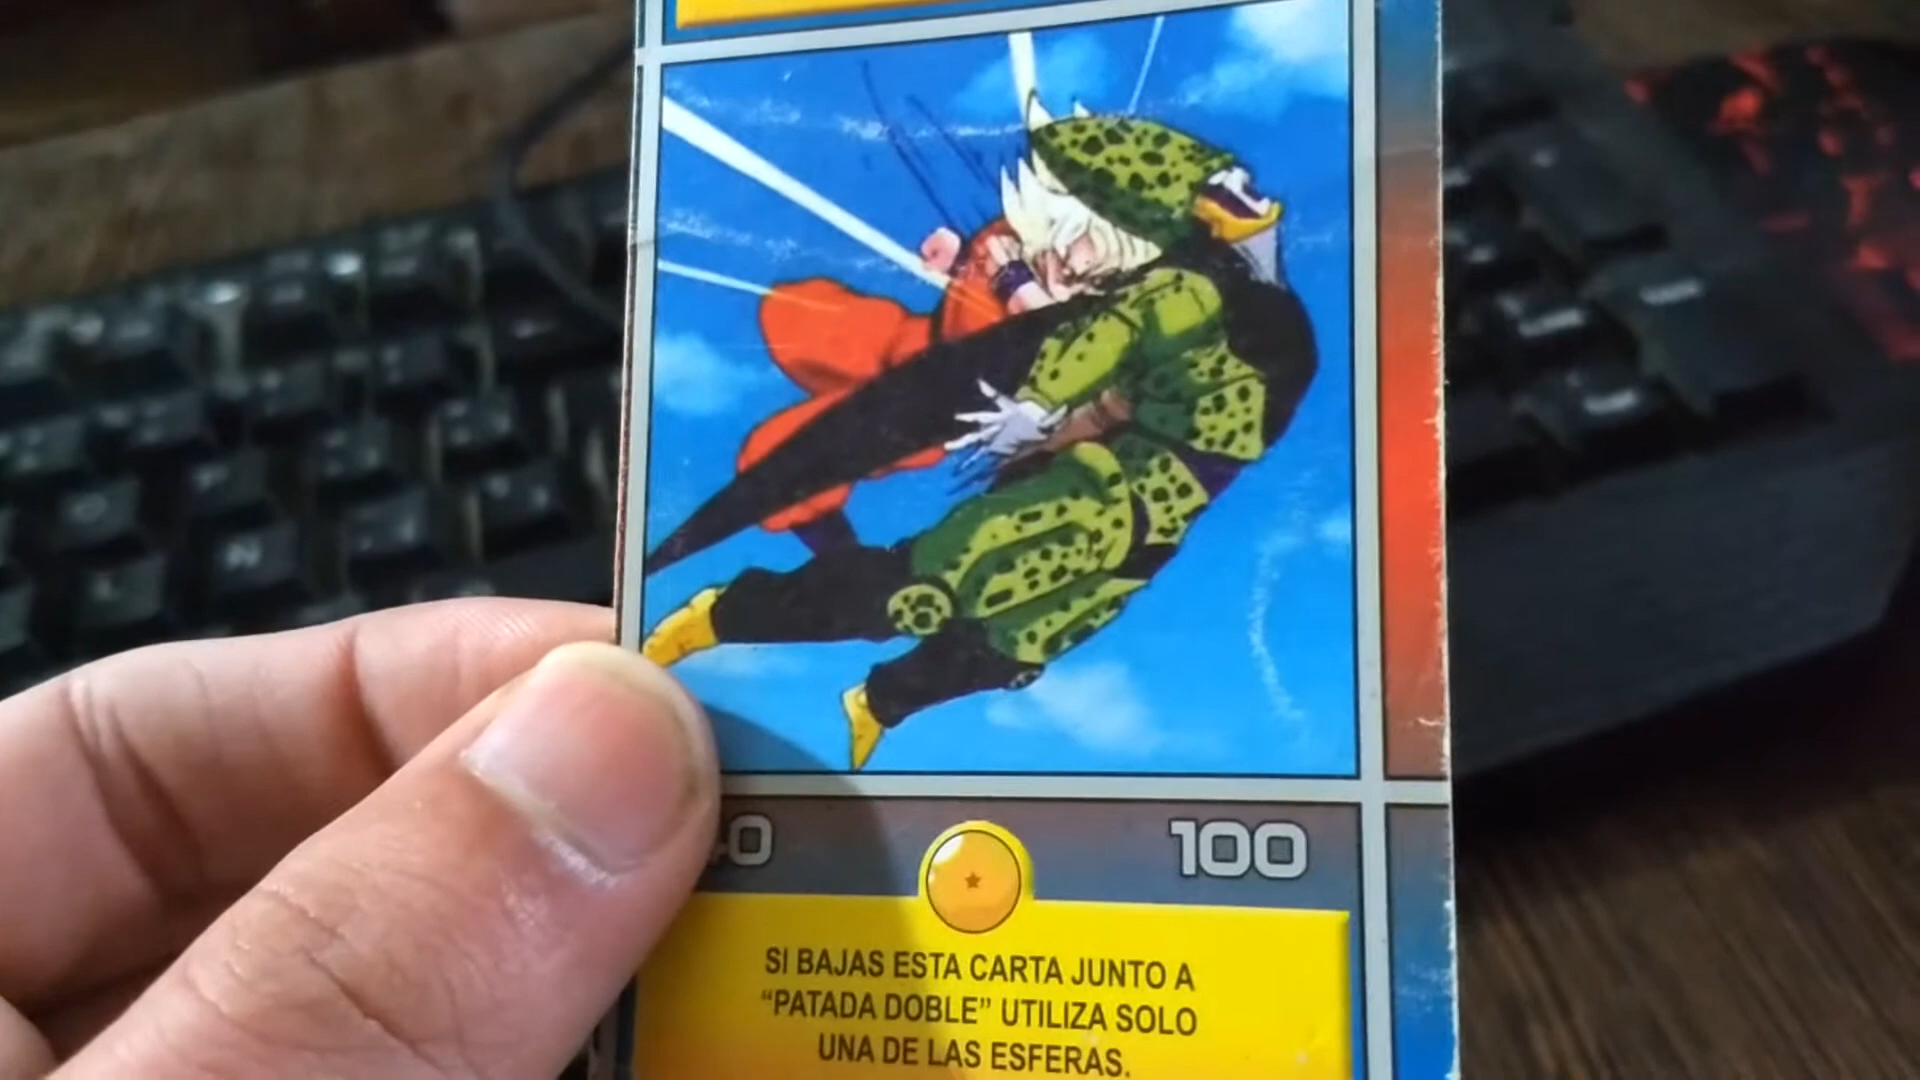 100
SI BAJAS ESTA CARTA JUNTO A
“PATADA DOBLE” UTILIZA SOLO
UNA DE LAS ESFERAS.